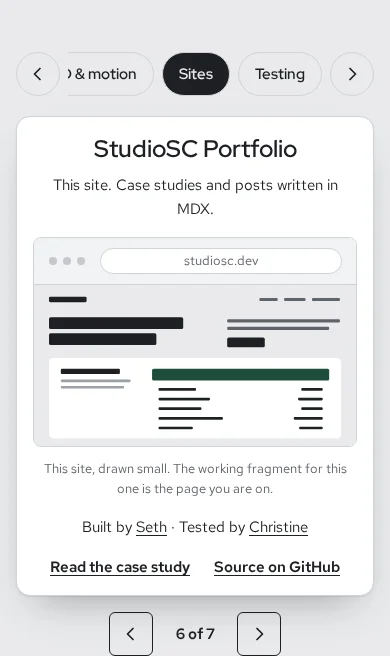 & motion
Sites
Testing
StudioSC Portfolio
This site. Case studies and posts written in
MDX.
studiosc.dev
This site, drawn small. The working fragment for this
one is the page you are on.
Built by Seth · Tested by Christine
Read the case study
Source on GitHub
6 of 7